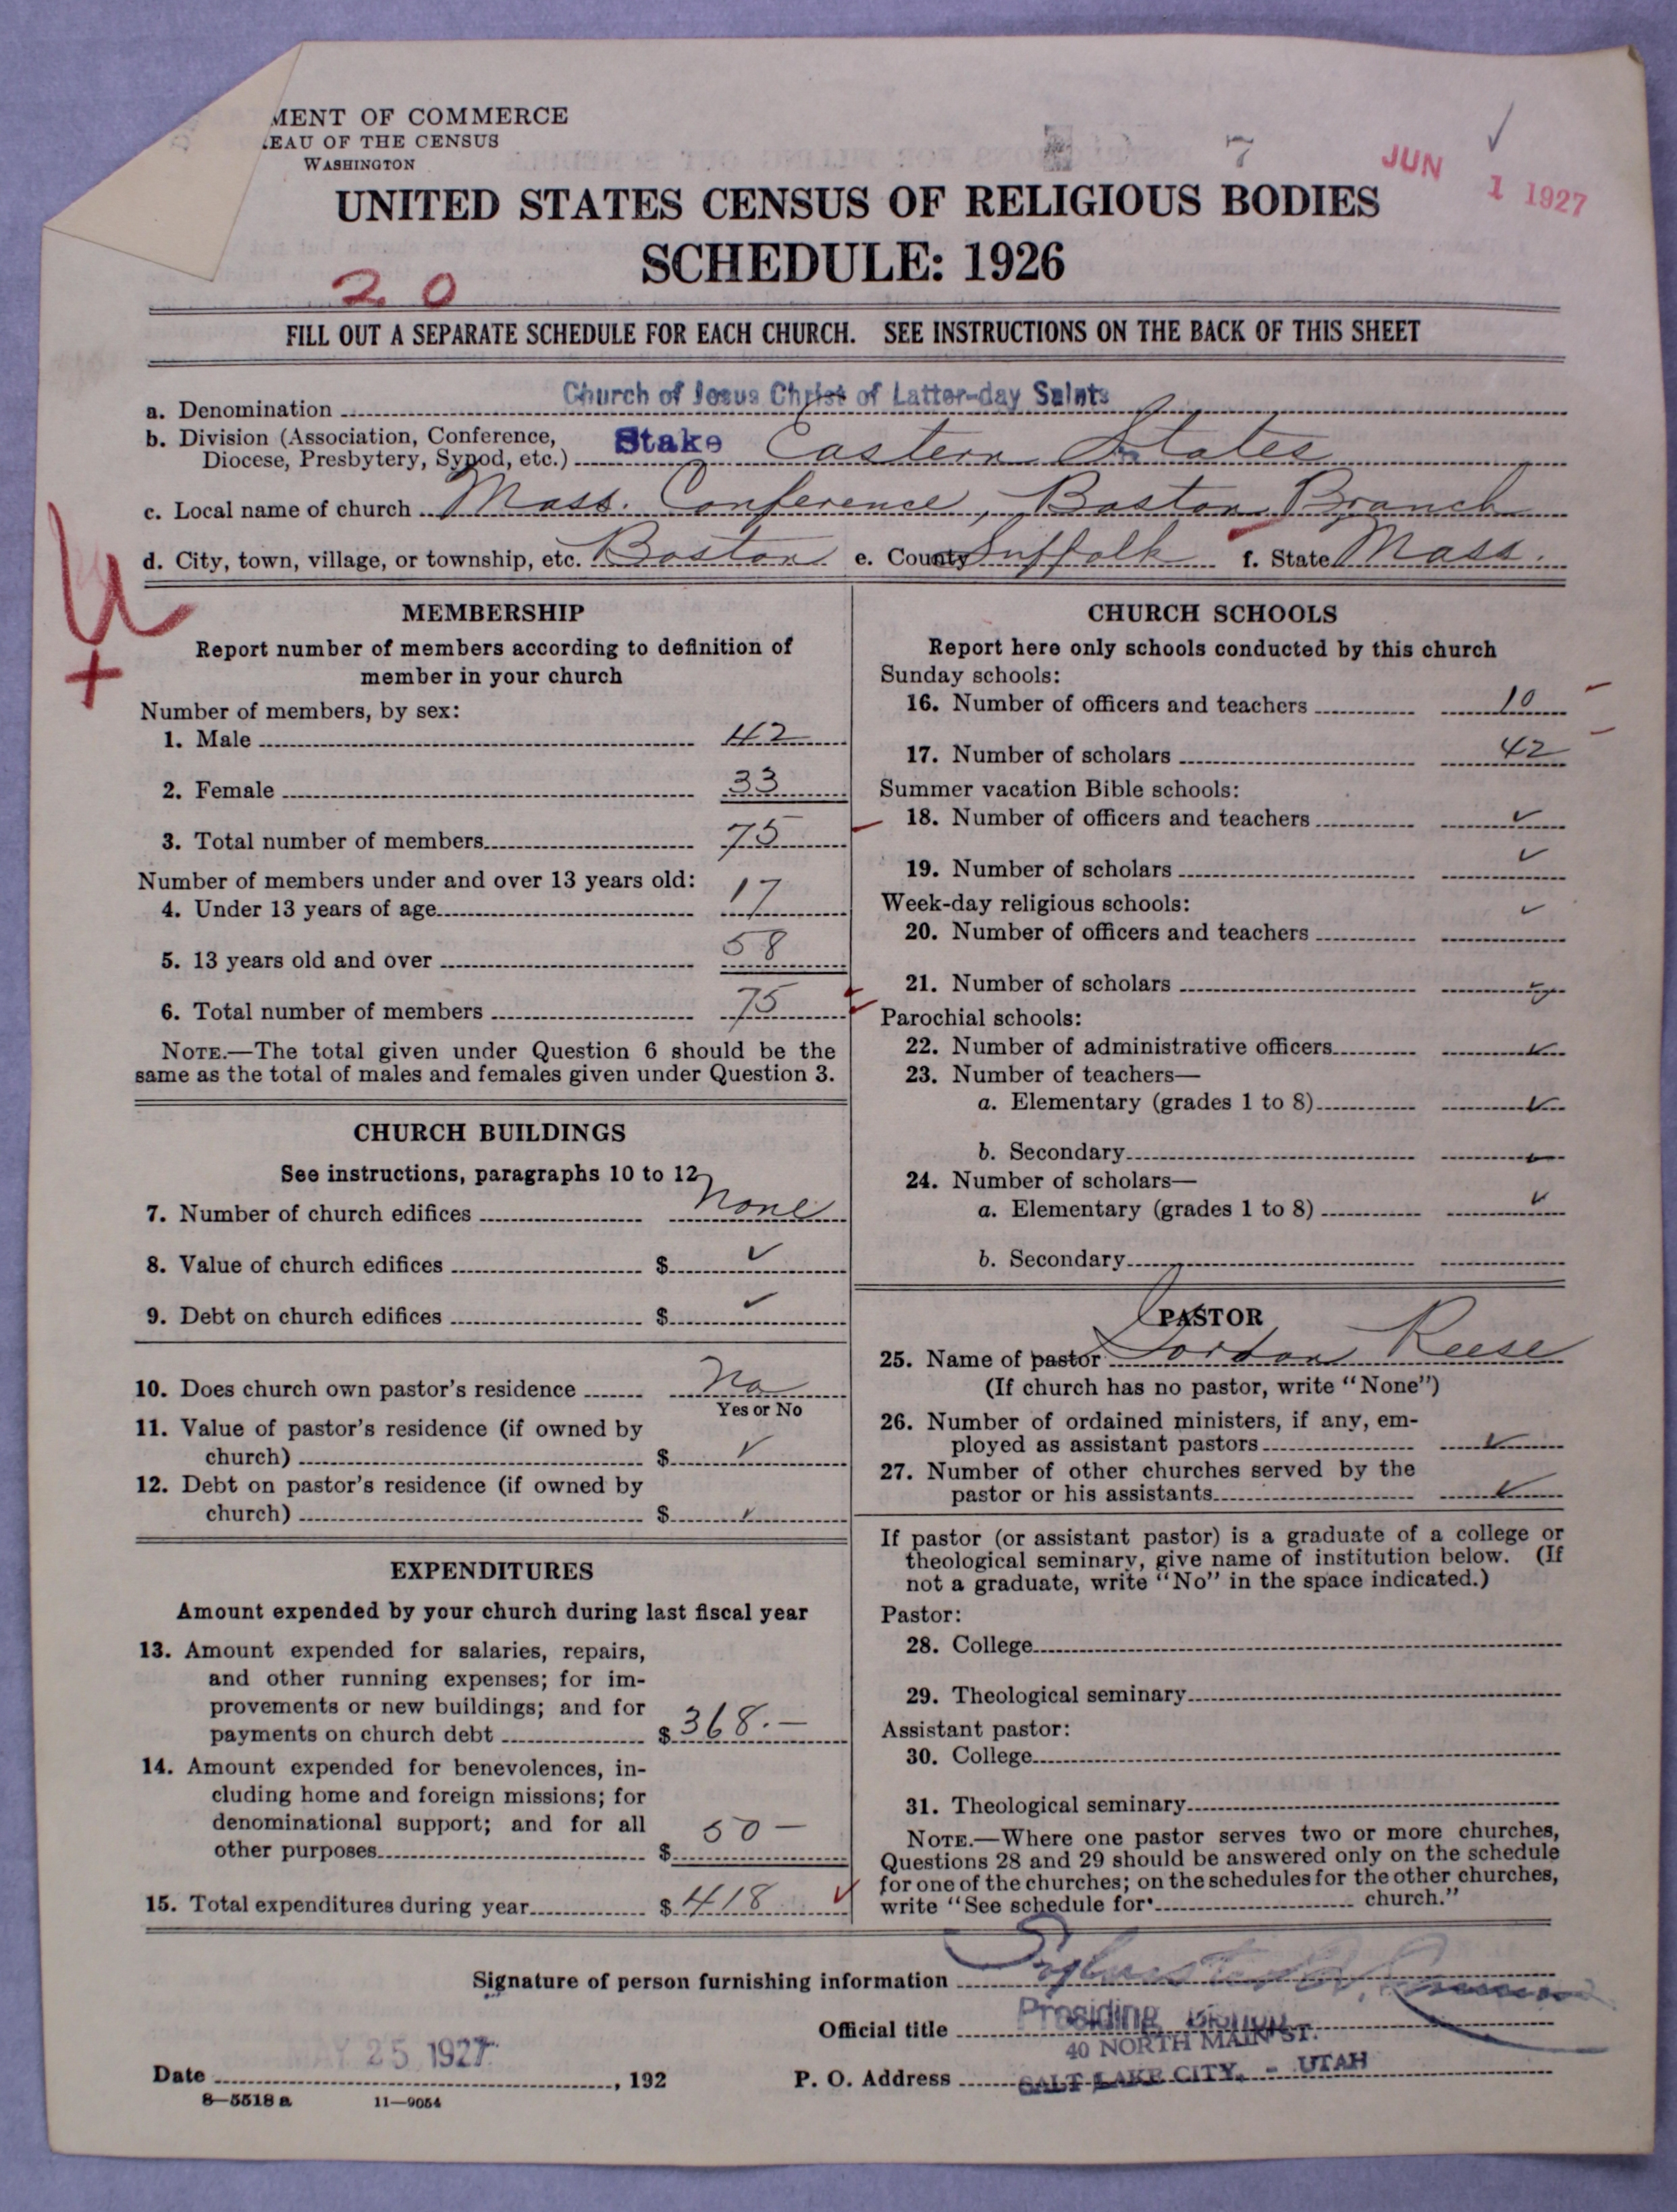 MENT OF COMMERCE
EAU OF THE CENSUS
WASHINGTON
7
JUN 1 1927
UNITED STATES CENSUS OF RELIGIOUS BODIES
SCHEDULE: 1926
20
FILL OUT A SEPARATE SCHEDULE FOR EACH CHURCH. SEE INSTRUCTIONS ON THE BACK OF THIS SHEET
a. Denomination Church of Jesus Christ of Latter-day Saints
b. Division (Association, Conference, Diocese, Presbytery, Synod, etc.) Stake Eastern States
c. Local name of church Mass. Conference, Boston Branch
d. City, town, village, or township, etc. Boston e. County Suffolk f. State Mass.
MEMBERSHIP
Report number of members according to definition of
member in your church
Number of members, by sex:
1. Male 42
2. Female 33
3. Total number of members 75
Number of members under and over 13 years old:
4. Under 13 years of age 17
5. 13 years old and over 58
6. Total number of members 75
NOTE.—The total given under Question 6 should be the
same as the total of males and females given under Question 3.
CHURCH BUILDINGS
See instructions, paragraphs 10 to 12
7. Number of church edifices None
8. Value of church edifices $ ✓
9. Debt on church edifices $ ✓
10. Does church own pastor's residence No
Yes or No
11. Value of pastor's residence (if owned by
church) $ ✓
12. Debt on pastor's residence (if owned by
church) $ ✓
EXPENDITURES
Amount expended by your church during last fiscal year
13. Amount expended for salaries, repairs,
and other running expenses; for im-
provements or new buildings; and for
payments on church debt $ 368.—
14. Amount expended for benevolences, in-
cluding home and foreign missions; for
denominational support; and for all
other purposes $ 50—
15. Total expenditures during year $ 418
CHURCH SCHOOLS
Report here only schools conducted by this church
Sunday schools:
16. Number of officers and teachers 10
17. Number of scholars 42
Summer vacation Bible schools:
18. Number of officers and teachers ✓
19. Number of scholars ✓
Week-day religious schools:
20. Number of officers and teachers ✓
21. Number of scholars ✓
Parochial schools:
22. Number of administrative officers ✓
23. Number of teachers—
a. Elementary (grades 1 to 8) ✓
b. Secondary ✓
24. Number of scholars—
a. Elementary (grades 1 to 8) ✓
b. Secondary
PASTOR
25. Name of pastor Gordon Reese
(If church has no pastor, write "None")
26. Number of ordained ministers, if any, em-
ployed as assistant pastors ✓
27. Number of other churches served by the
pastor or his assistants ✓
If pastor (or assistant pastor) is a graduate of a college or
theological seminary, give name of institution below. (If
not a graduate, write "No" in the space indicated.)
Pastor:
28. College
29. Theological seminary
Assistant pastor:
30. College
31. Theological seminary
NOTE.—Where one pastor serves two or more churches,
Questions 28 and 29 should be answered only on the schedule
for one of the churches; on the schedules for the other churches,
write "See schedule for church."
Signature of person furnishing information Sylvester Q. Cannon
Official title Presiding Bishop
40 NORTH MAIN ST.
Date MAY 25 1927, 192 P. O. Address SALT LAKE CITY, - UTAH
8—5518 a 11—9054